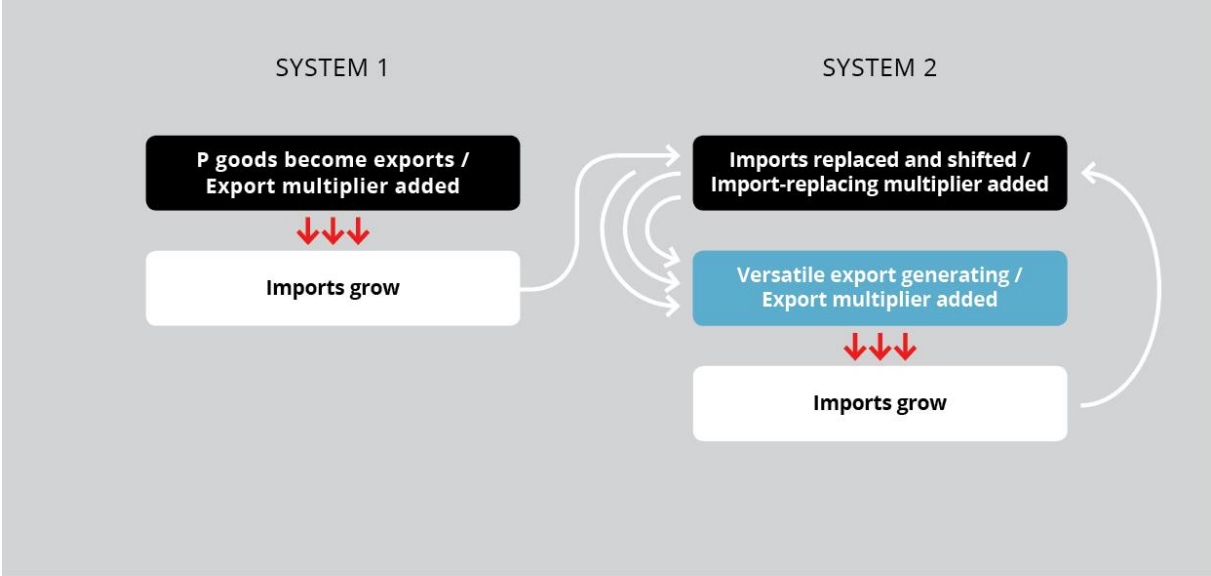 SYSTEM 1
P goods become exports /
Export multiplier added
Imports grow
SYSTEM 2
Imports replaced and shifted /
Import-replacing multiplier added
Versatile export generating /
Export multiplier added
Imports grow